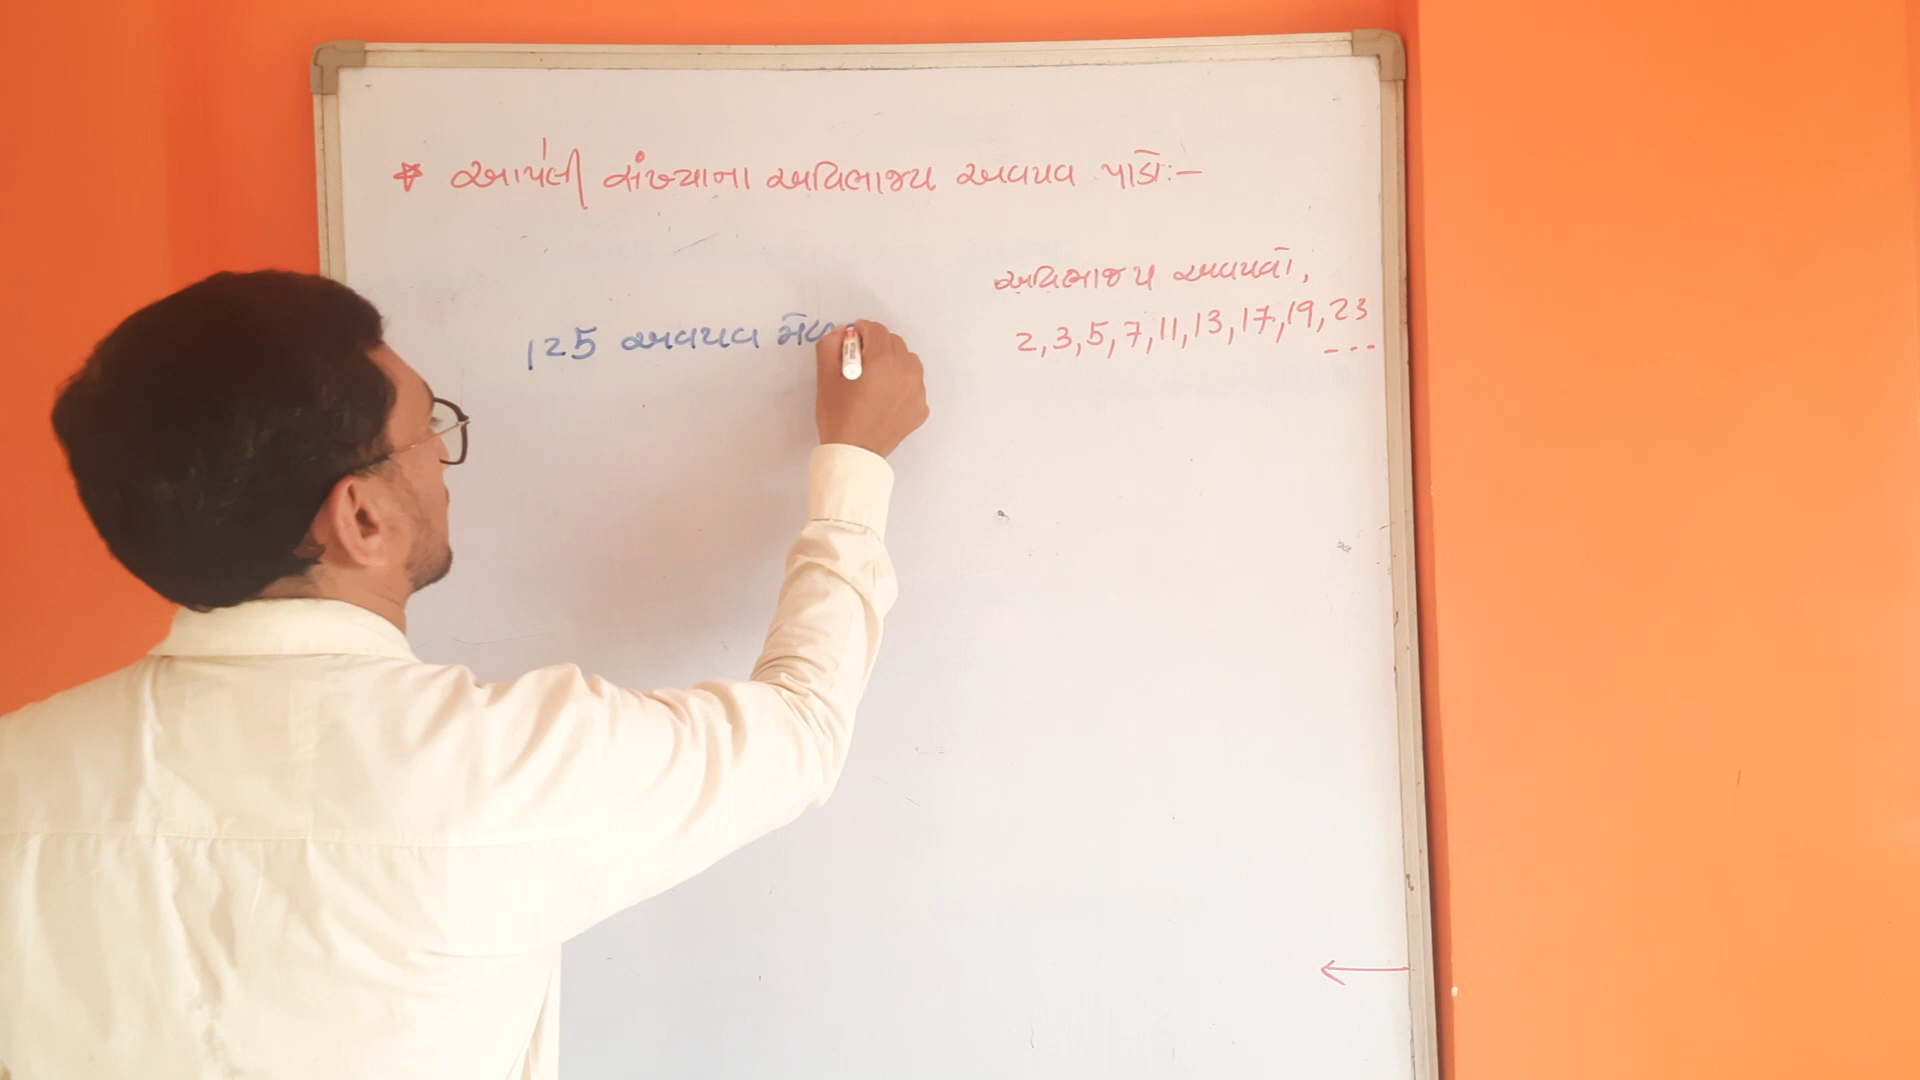 * આપેલી સંખ્યાના અવિભાજ્ય અવયવ પાડો:-
અવિભાજ્ય અવયવો,
2,3,5,7,11,13,17,19,23
---
125 અવયવ